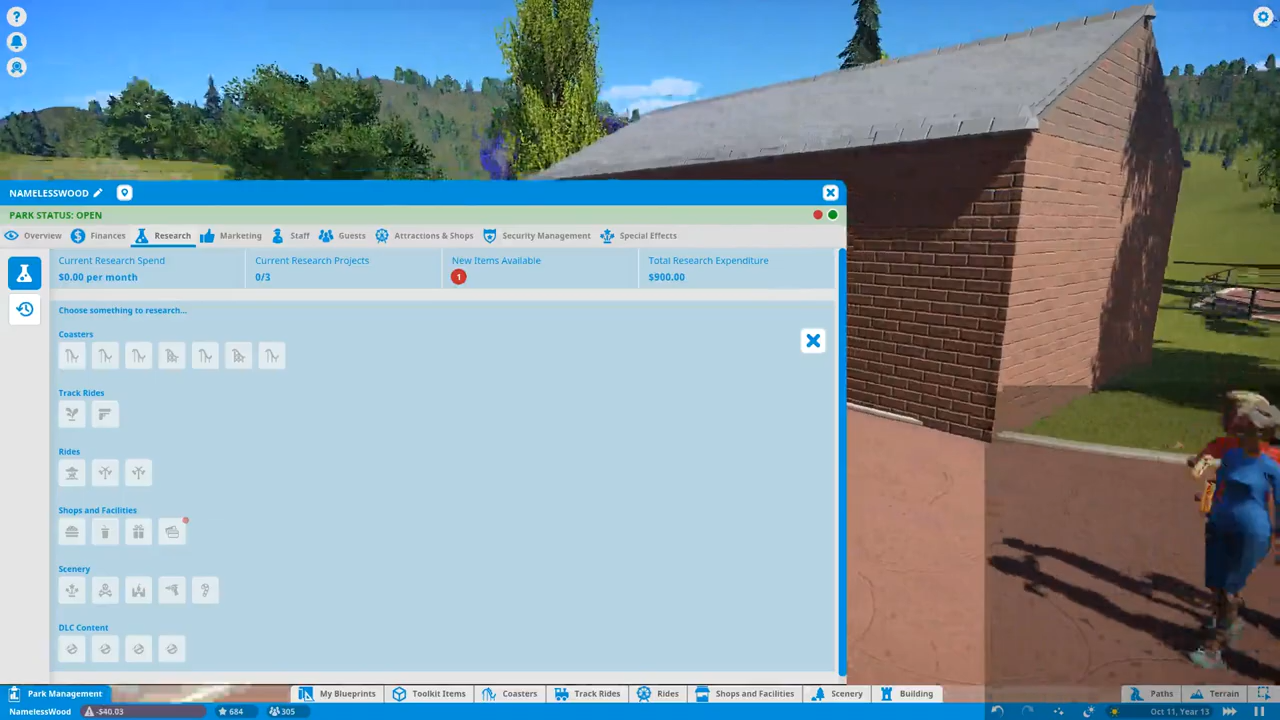 NAMELESSWOOD
PARK STATUS: OPEN
Overview Finances Research Marketing Staff Guests Attractions & Shops Security Management Special Effects
Current Research Spend Current Research Projects New Items Available Total Research Expenditure
$0.00 per month 0/3 1 $900.00
Choose something to research...
Coasters
Track Rides
Rides
Shops and Facilities
Scenery
DLC Content
Park Management My Blueprints Toolkit Items Coasters Track Rides Rides Shops and Facilities Scenery Building Paths Terrain
NamelessWood -$40.03 684 305 Oct 11, Year 13